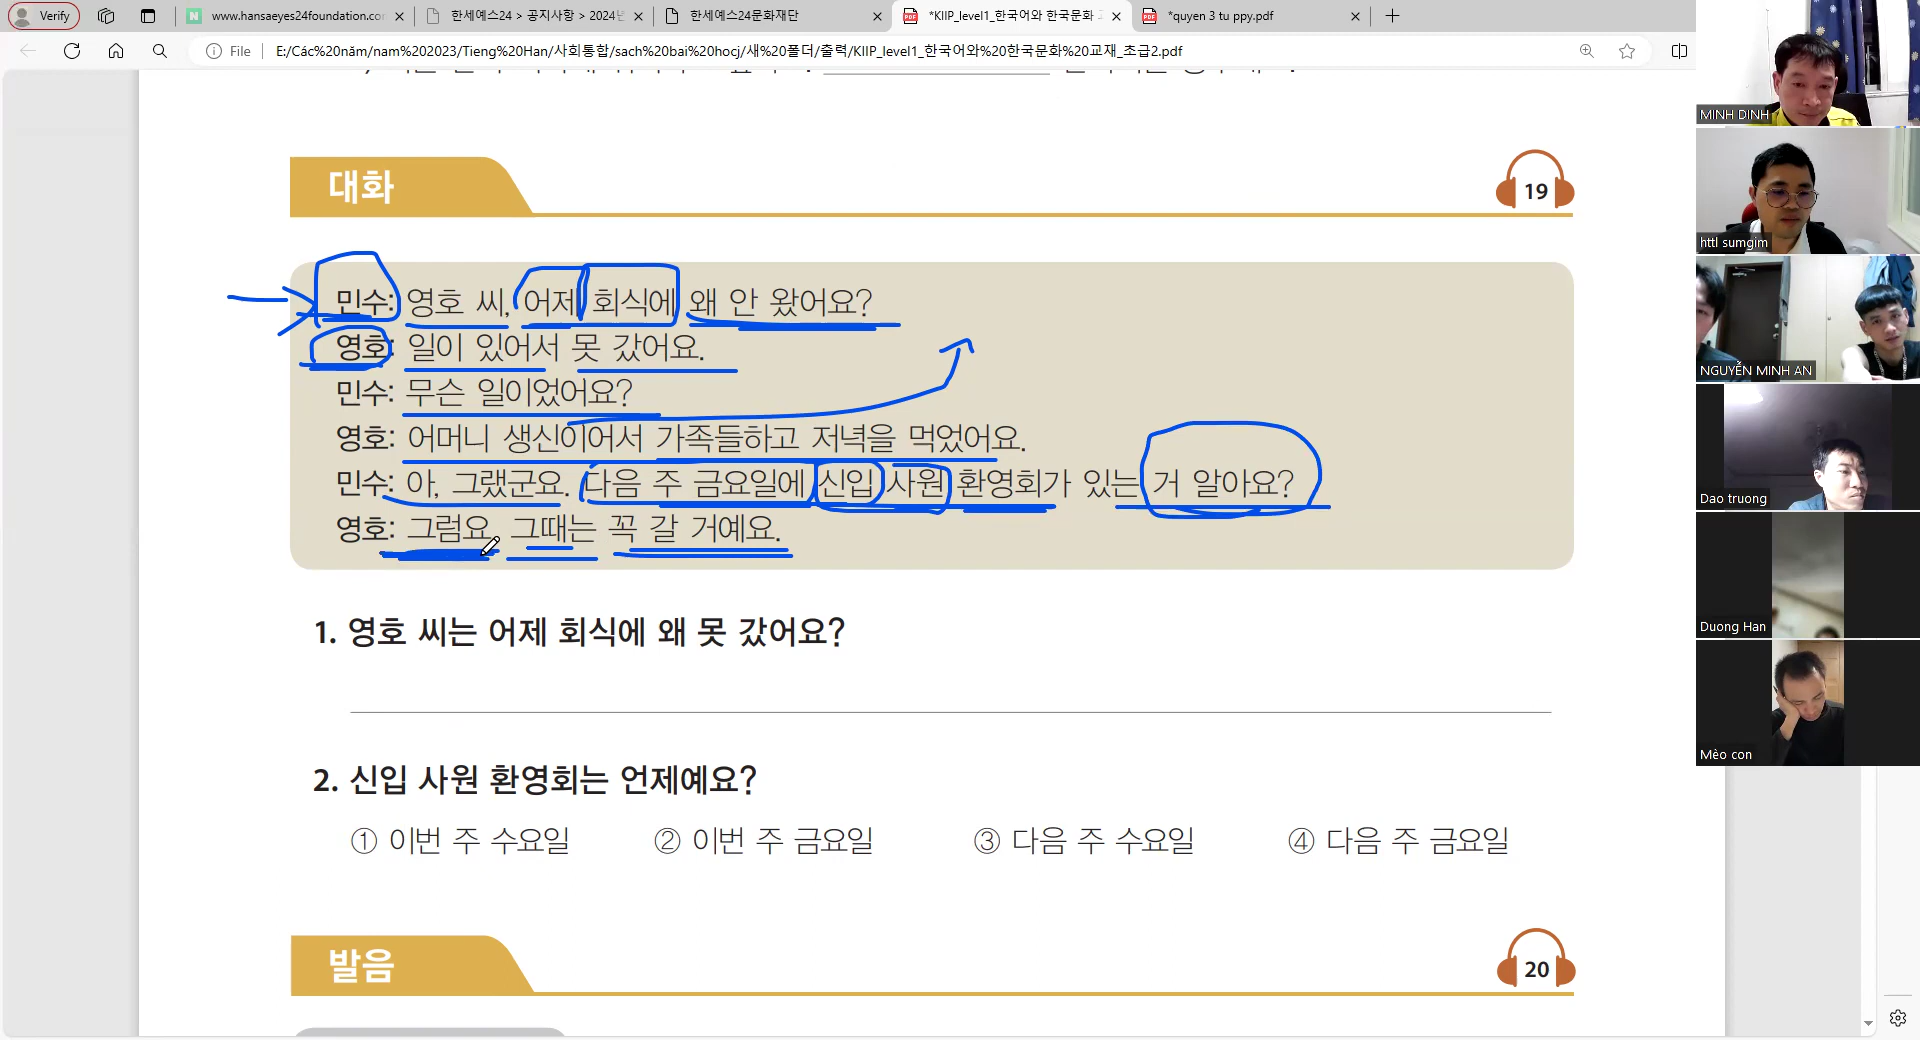 Verify
www.hansaeyes24foundation.co
한세예스24 > 공지사항 > 2024년
한세예스24문화재단
*KIIP_level1_한국어와 한국문화
*quyen 3 tu ppy.pdf
File
E:/Các%20năm/nam%202023/Tieng%20Han/사회통합/sach%20bai%20hocj/새%20폴더/출력/KIIP_level1_한국어와%20한국문화%20교재_초급2.pdf
대화
19
민수: 영호 씨, 어제 회식에 왜 안 왔어요?
영호: 일이 있어서 못 갔어요.
민수: 무슨 일이었어요?
영호: 어머니 생신이어서 가족들하고 저녁을 먹었어요.
민수: 아, 그랬군요. 다음 주 금요일에 신입 사원 환영회가 있는 거 알아요?
영호: 그럼요. 그때는 꼭 갈 거예요.
1. 영호 씨는 어제 회식에 왜 못 갔어요?
2. 신입 사원 환영회는 언제예요?
① 이번 주 수요일 ② 이번 주 금요일 ③ 다음 주 수요일 ④ 다음 주 금요일
발음
20
MINH DINH
httl sumgim
NGUYỄN MINH AN
Dao truong
Duong Han
Mèo con